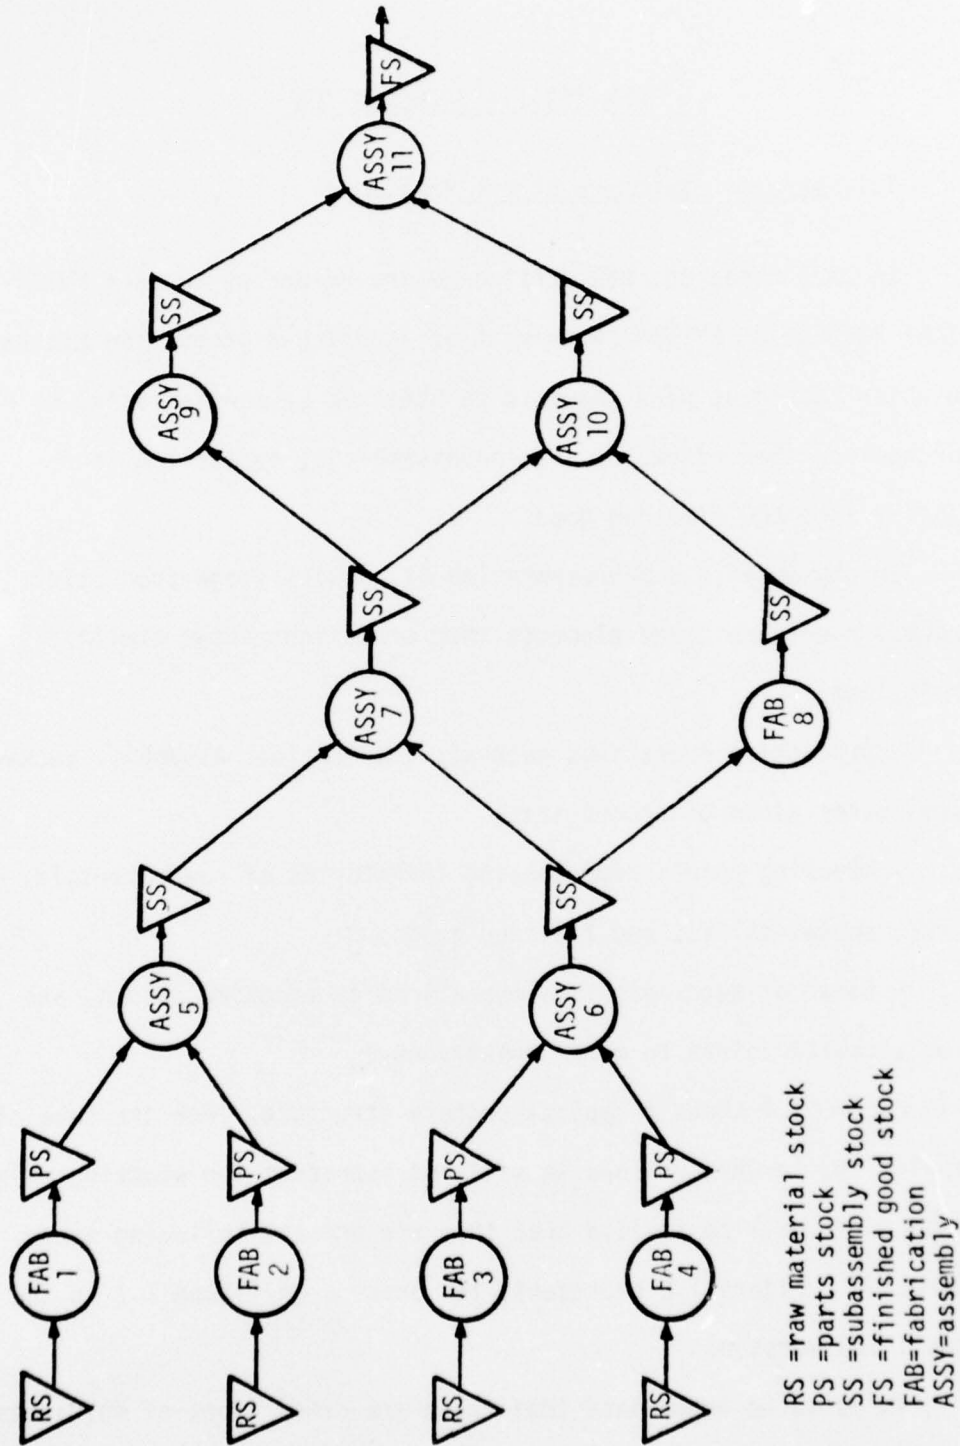 RS
FAB
1
PS
RS
FAB
2
PS
ASSY
5
SS
RS
FAB
3
PS
RS
FAB
4
PS
ASSY
6
SS
ASSY
7
SS
FAB
8
SS
ASSY
9
SS
ASSY
10
SS
ASSY
11
FS
RS =raw material stock
PS =parts stock
SS =subassembly stock
FS =finished good stock
FAB=fabrication
ASSY=assembly